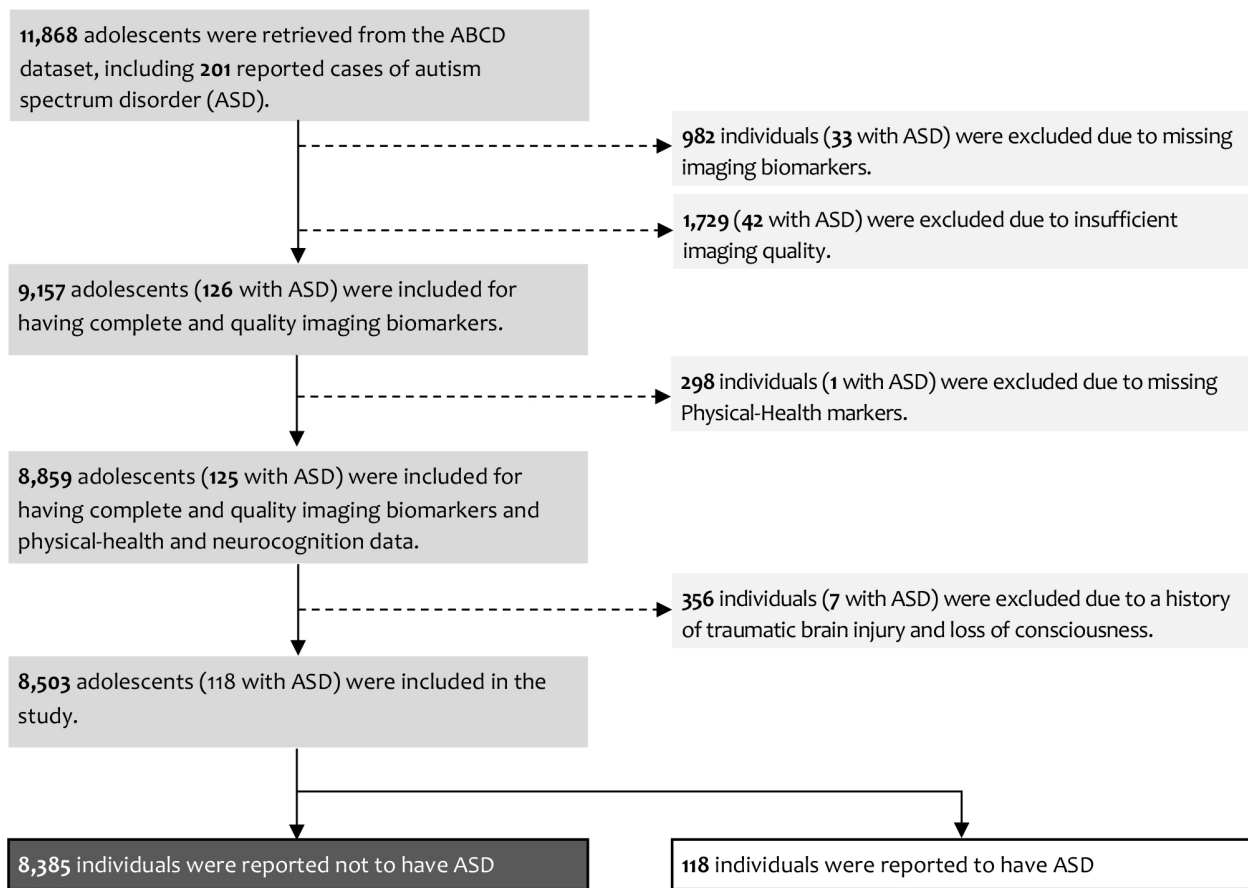 11,868 adolescents were retrieved from the ABCD
dataset, including 201 reported cases of autism
spectrum disorder (ASD).
982 individuals (33 with ASD) were excluded due to missing
imaging biomarkers.
1,729 (42 with ASD) were excluded due to insufficient
imaging quality.
9,157 adolescents (126 with ASD) were included for
having complete and quality imaging biomarkers.
298 individuals (1 with ASD) were excluded due to missing
Physical-Health markers.
8,859 adolescents (125 with ASD) were included for
having complete and quality imaging biomarkers and
physical-health and neurocognition data.
356 individuals (7 with ASD) were excluded due to a history
of traumatic brain injury and loss of consciousness.
8,503 adolescents (118 with ASD) were included in the
study.
8,385 individuals were reported not to have ASD
118 individuals were reported to have ASD